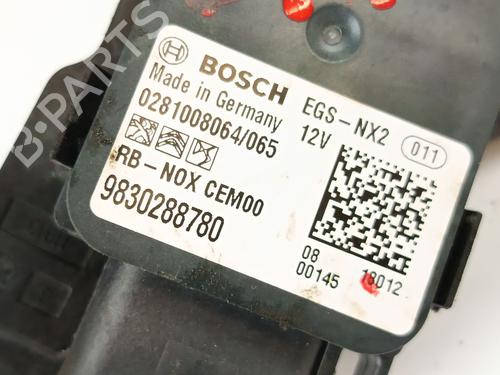 BOSCH
Made in Germany
0281008064/065
EGS-NX2
12V
011
RB-NOX CEM00
9830288780
08
00145
18012
B-PARTS